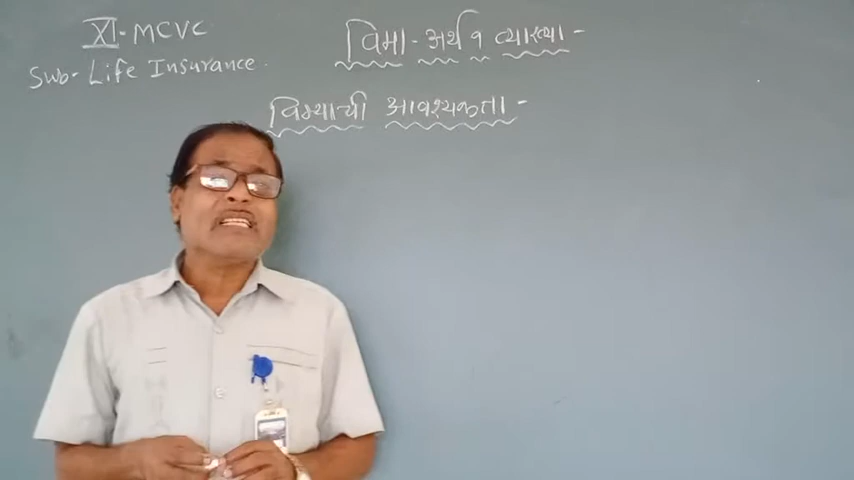 XI - MCVC
Sub - Life Insurance.
विमा - अर्थ व व्याख्या -
विम्याची आवश्यकता -